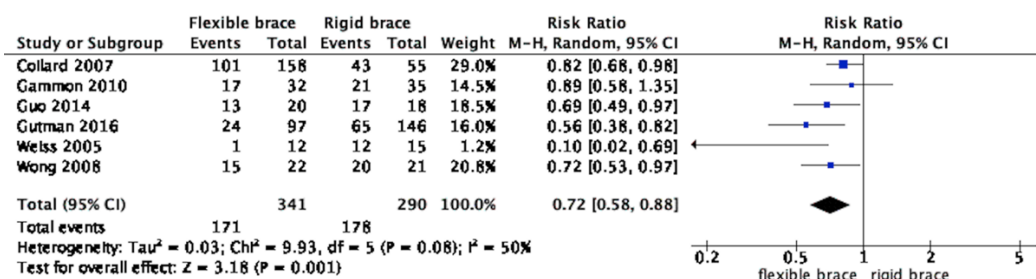 Flexible brace Rigid brace Risk Ratio Risk Ratio
Study or Subgroup Events Total Events Total Weight M-H, Random, 95% CI M-H, Random, 95% CI
Collard 2007 101 158 43 55 29.0% 0.82 [0.68, 0.98]
Gammon 2010 17 32 21 35 14.5% 0.89 [0.58, 1.35]
Guo 2014 13 20 17 18 18.5% 0.69 [0.49, 0.97]
Gutman 2016 24 97 65 146 16.0% 0.56 [0.38, 0.82]
Weiss 2005 1 12 12 15 1.2% 0.10 [0.02, 0.69]
Wong 2008 15 22 20 21 20.8% 0.72 [0.53, 0.97]
Total (95% CI) 341 290 100.0% 0.72 [0.58, 0.88]
Total events 171 178
Heterogeneity: Tau² = 0.03; Chi² = 9.93, df = 5 (P = 0.08); I² = 50%
Test for overall effect: Z = 3.18 (P = 0.001)
0.2 0.5 1 2 5
flexible brace rigid brace